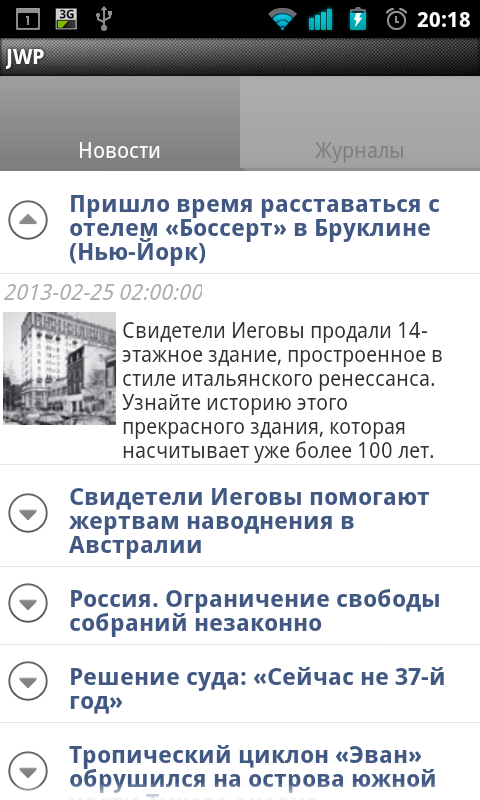 1
3G
20:18
JWP
Новости
Журналы
Пришло время расставаться с
отелем «Боссерт» в Бруклине
(Нью-Йорк)
2013-02-25 02:00:00
Свидетели Иеговы продали 14-
этажное здание, простроенное в
стиле итальянского ренессанса.
Узнайте историю этого
прекрасного здания, которая
насчитывает уже более 100 лет.
Свидетели Иеговы помогают
жертвам наводнения в
Австралии
Россия. Ограничение свободы
собраний незаконно
Решение суда: «Сейчас не 37-й
год»
Тропический циклон «Эван»
обрушился на острова южной